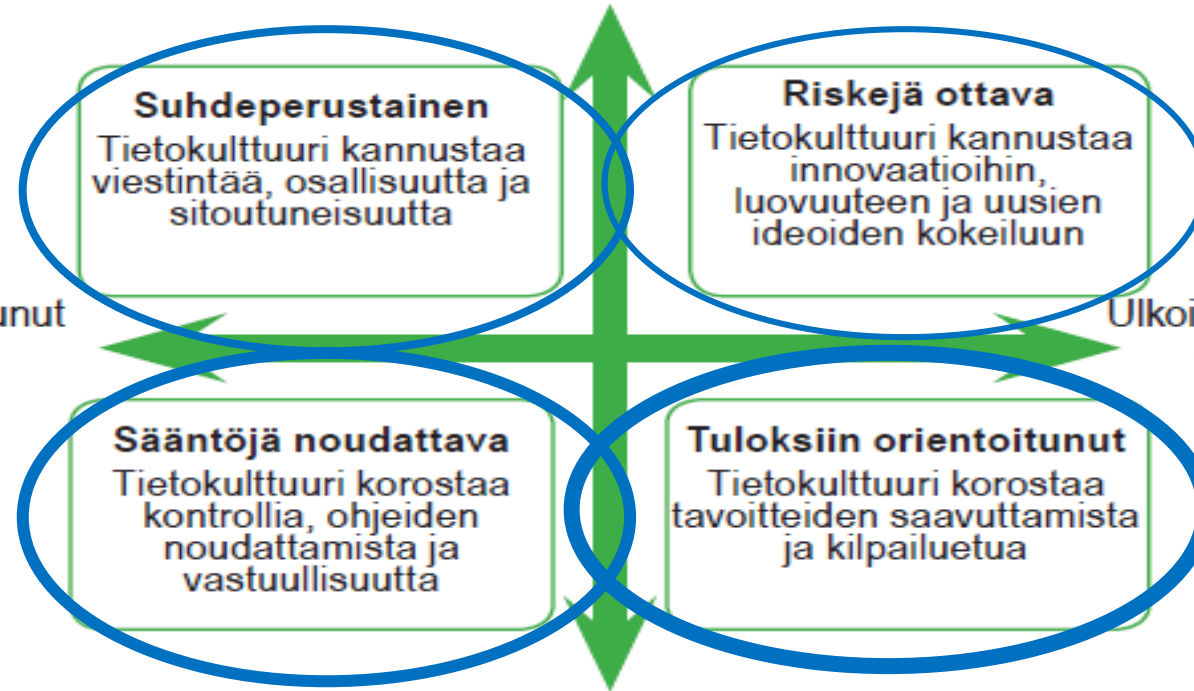 Suhdeperustainen
Tietokulttuuri kannustaa
viestintää, osallisuutta ja
sitoutuneisuutta
Riskejä ottava
Tietokulttuuri kannustaa
innovaatioihin,
luovuuteen ja uusien
ideoiden kokeiluun
unut
Ulkoi
Sääntöjä noudattava
Tietokulttuuri korostaa
kontrollia, ohjeiden
noudattamista ja
vastuullisuutta
Tuloksiin orientoitunut
Tietokulttuuri korostaa
tavoitteiden saavuttamista
ja kilpailuetua